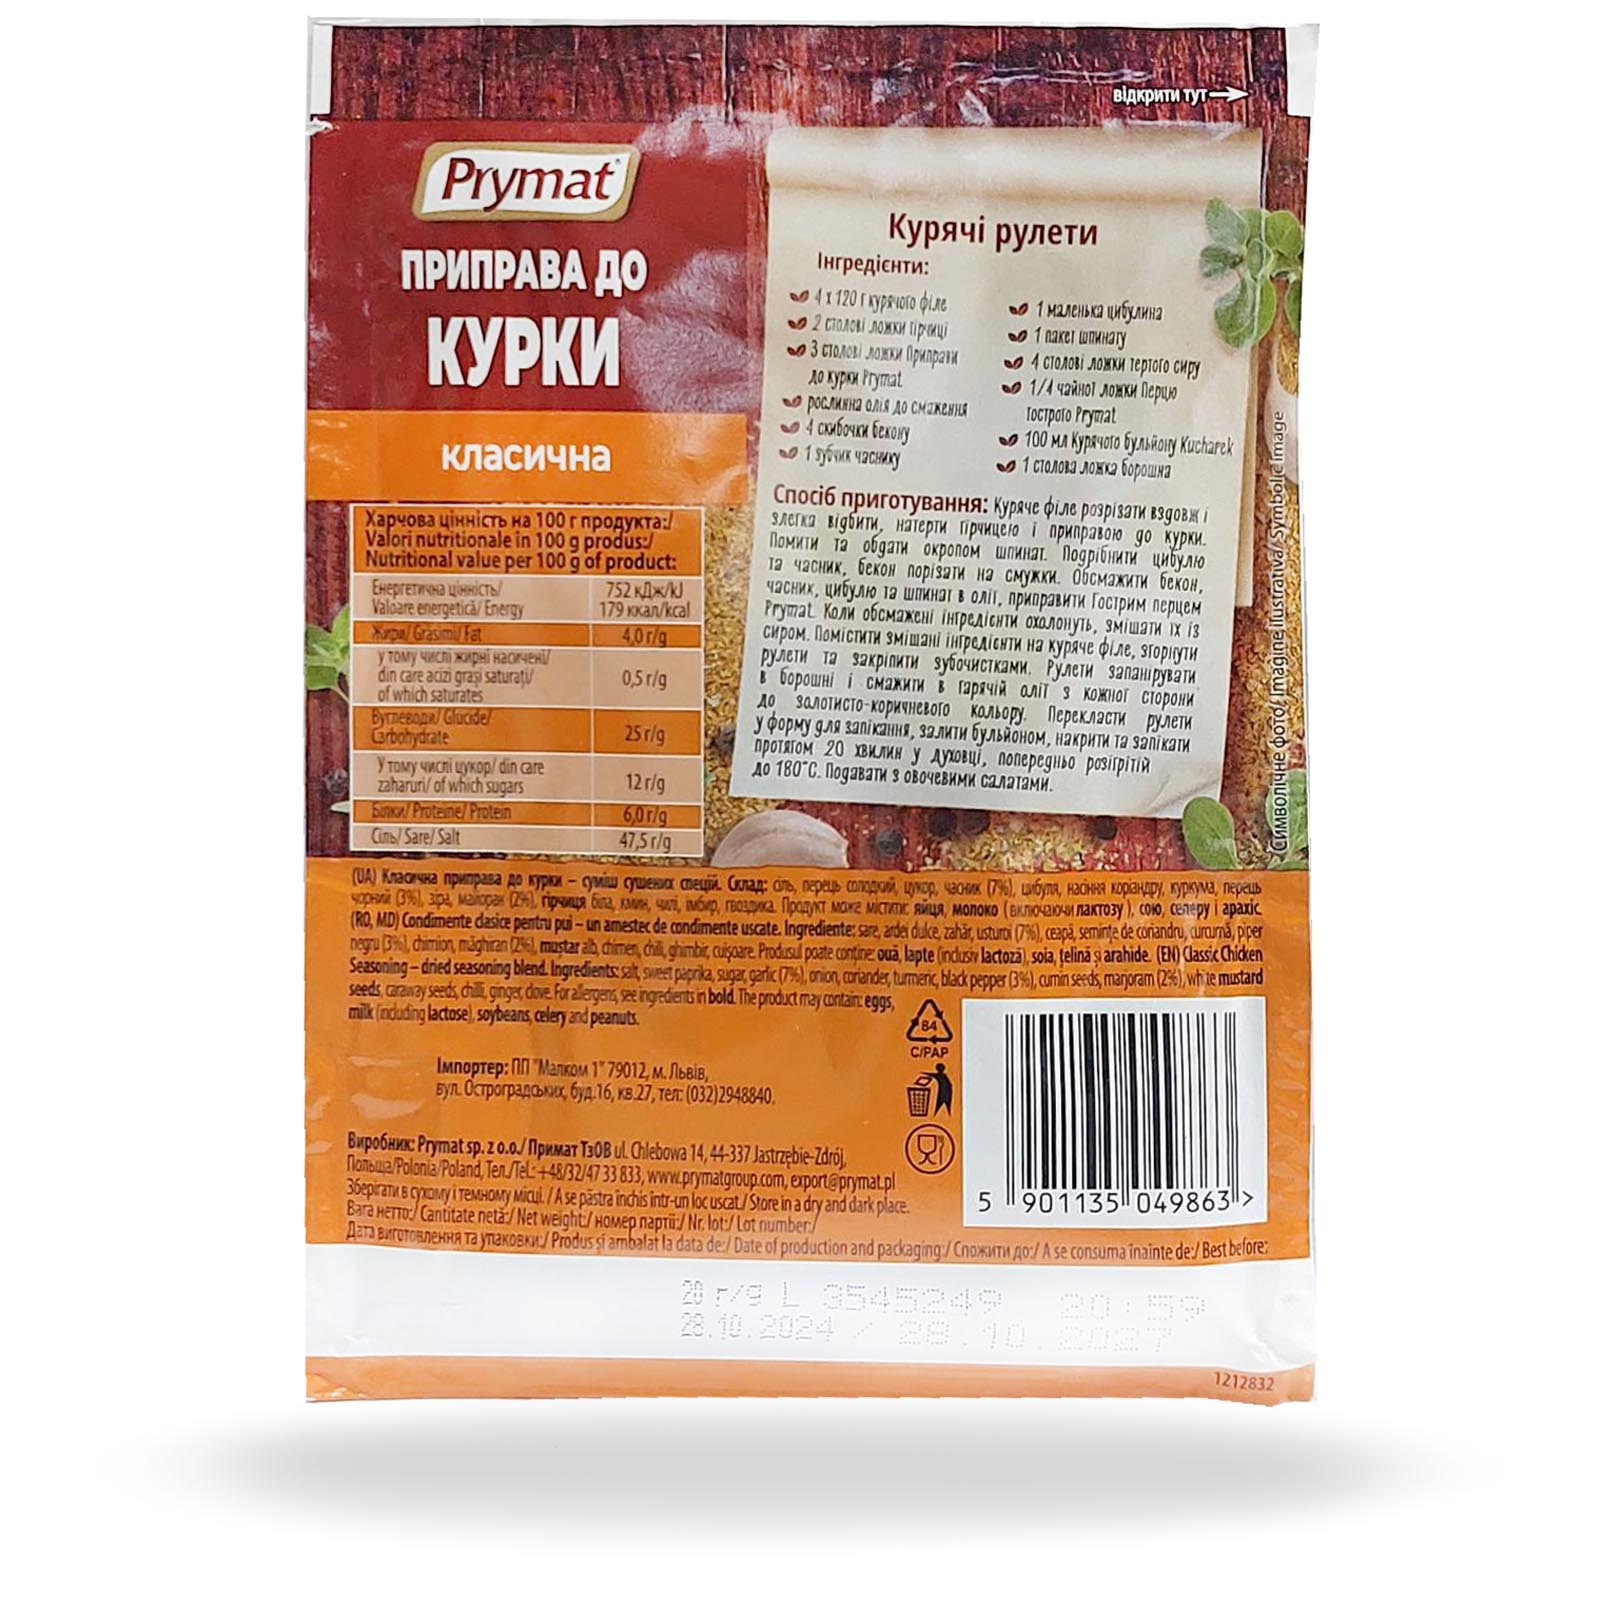 відкрити тут
Prymat
ПРИПРАВА ДО
КУРКИ
класична
Курячі рулети
Інгредієнти:
4 x 120 г курячого філе
2 столові ложки гірчиці
3 столові ложки Приправи
до курки Prymat
рослинна олія до смаження
4 скибочки бекону
1 зубчик часнику
1 маленька цибулина
1 пакет шпинату
4 столові ложки тертого сиру
1/4 чайної ложки Перцю
гострого Prymat
100 мл Курячого бульйону Kucharek
1 столова ложка борошна
Спосіб приготування: Куряче філе розрізати вздовж і
злегка відбити, натерти гірчицею і приправою до курки.
Помити та обдати окропом шпинат. Подрібнити цибулю
та часник, бекон порізати на смужки. Обсмажити бекон,
часник, цибулю та шпинат в олії, приправити Гострим перцем
Prymat. Коли обсмажені інгредієнти охолонуть, змішати їх із
сиром. Помістити змішані інгредієнти на куряче філе, згорнути
рулети та закріпити зубочистками. Рулети запанірувати
в борошні і смажити в гарячій олії з кожної сторони
до золотисто-коричневого кольору. Перекласти рулети
у форму для запікання, залити бульйоном, накрити та запікати
протягом 20 хвилин у духовці, попередньо розігрітій
до 180°C. Подавати з овочевими салатами.
Символічне фото/ Imagine ilustrativa/ Symbolic image
Харчова цінність на 100 г продукта:/
Valori nutritionale in 100 g produs:/
Nutritional value per 100 g of product:
Енергетична цінність/ 752 кДж/kJ
Valoare energetică/ Energy 179 ккал/kcal
Жири/ Grăsimi/ Fat 4,0 г/g
у тому числі жирні насичені/
din care acizi grași saturați/ 0,5 г/g
of which saturates
Вуглеводи/ Glucide/
Carbohydrate 25 г/g
У тому числі цукор/ din care
zaharuri/ of which sugars 12 г/g
Білки/ Proteine/ Protein 6,0 г/g
Сіль/ Sare/ Salt 47,5 г/g
(UA) Класична приправа до курки – суміш сушених спецій. Склад: сіль, перець солодкий, цукор, часник (7%), цибуля, насіння коріандру, куркума, перець
чорний (3%), зіра, майоран (2%), гірчиця біла, кмин, чилі, імбир, гвоздика. Продукт може містити: яйця, молоко (включаючи лактозу), сою, селеру і арахіс.
(RO, MD) Condimente clasice pentru pui – un amestec de condimente uscate. Ingrediente: sare, ardei dulce, zahăr, usturoi (7%), ceapă, seminţe de coriandru, curcumă, piper
negru (3%), chimion, măghiran (2%), mustar alb, chimen, chili, ghimbir, cuișoare. Produsul poate conține: ouă, lapte (inclusiv lactoză), soia, țelină și arahide. (EN) Classic Chicken
Seasoning – dried seasoning blend. Ingredients: salt, sweet paprika, sugar, garlic (7%), onion, coriander, turmeric, black pepper (3%), cumin seeds, marjoram (2%), white mustard
seeds, caraway seeds, chilli, ginger, clove. For allergens, see ingredients in bold. The product may contain: eggs,
milk (including lactose), soybeans, celery and peanuts.
84
C/PAP
Імпортер: ПП "Малком 1" 79012, м. Львів,
вул. Остроградських, буд.16, кв.27, тел: (032)2948840.
Виробник: Prymat sp. z o.o./ Примат ТзОВ ul. Chlebowa 14, 44-337 Jastrzębie-Zdrój,
Польща/Polonia/Poland, Тел./Tel.: +48/32/47 33 833, www.prymatgroup.com, export@prymat.pl
Зберігати в сухому і темному місці. / A se păstra închis într-un loc uscat./ Store in a dry and dark place.
Вага нетто:/ Cantitate netă:/ Net weight:/ номер партії:/ Nr. lot:/ Lot number:/
Дата виготовлення та упаковки:/ Produs și ambalat la data de:/ Date of production and packaging:/ Спожити до:/ A se consuma înainte de:/ Best before:
5 901135 049863 >
20 г/g L 3545249 20:59
28.10.2024 / 28.10.2027
1212832